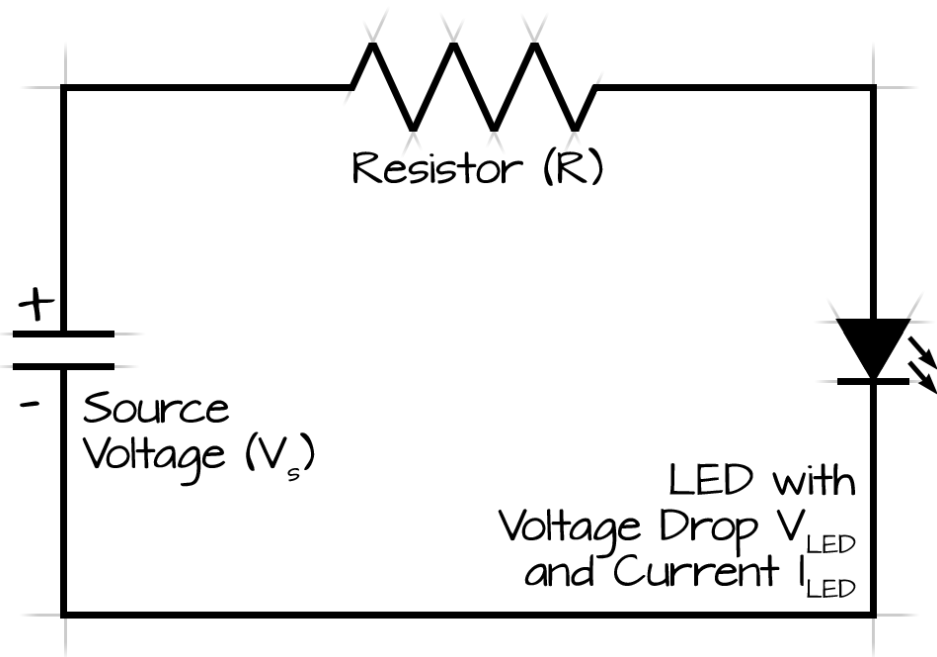 Resistor (R)
+
-
Source
Voltage (Vs)
LED with
Voltage Drop VLED
and Current ILED